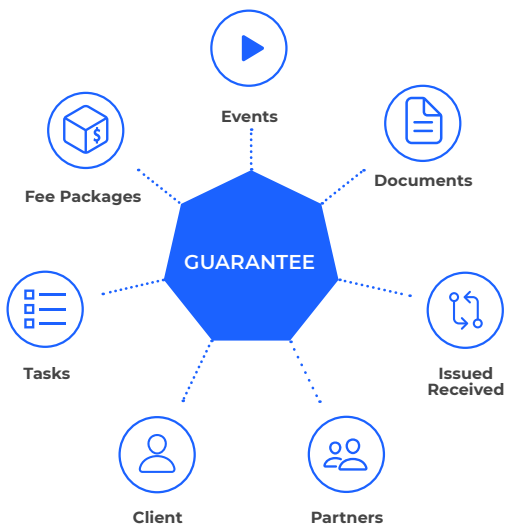 Events
Documents
Fee Packages
$
GUARANTEE
Tasks
Issued
Received
Client
Partners